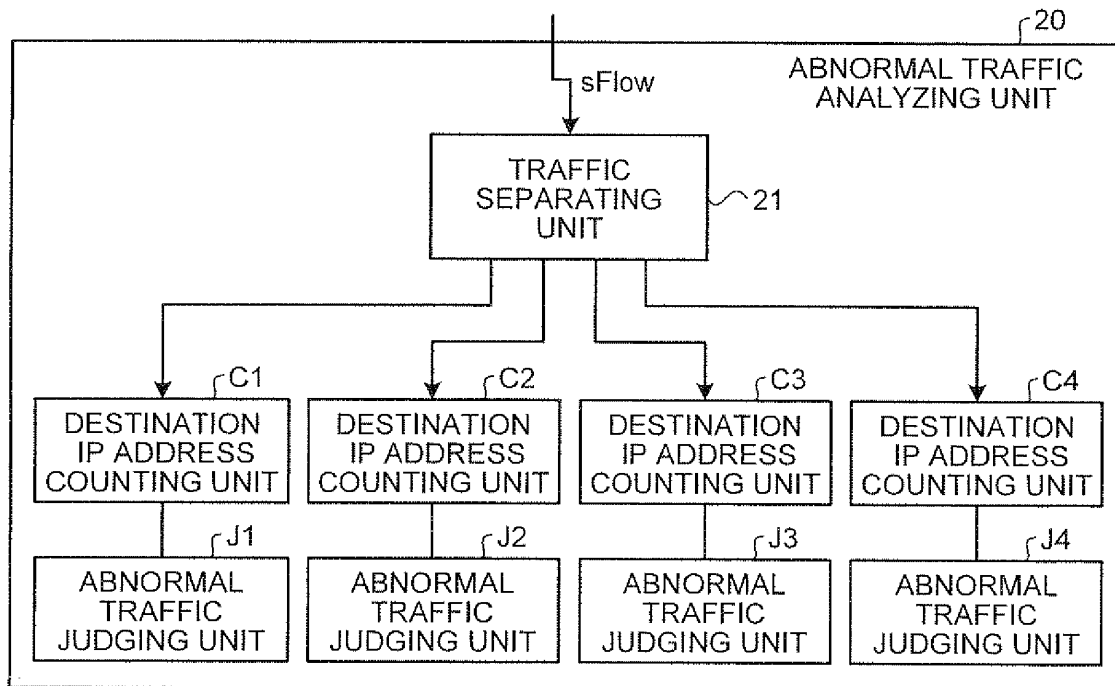 20
ABNORMAL TRAFFIC
ANALYZING UNIT
sFlow
TRAFFIC
SEPARATING
UNIT
21
C1
DESTINATION
IP ADDRESS
COUNTING UNIT
C2
DESTINATION
IP ADDRESS
COUNTING UNIT
C3
DESTINATION
IP ADDRESS
COUNTING UNIT
C4
DESTINATION
IP ADDRESS
COUNTING UNIT
J1
ABNORMAL
TRAFFIC
JUDGING UNIT
J2
ABNORMAL
TRAFFIC
JUDGING UNIT
J3
ABNORMAL
TRAFFIC
JUDGING UNIT
J4
ABNORMAL
TRAFFIC
JUDGING UNIT